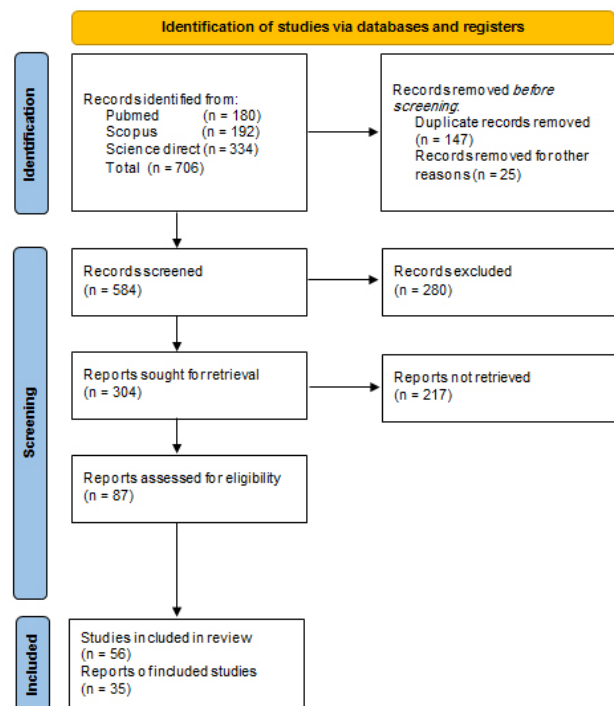 Identification of studies via databases and registers
Identification
Records identified from:
Pubmed (n = 180)
Scopus (n = 192)
Science direct (n = 334)
Total (n = 706)
Records removed before
screening:
Duplicate records removed
(n = 147)
Records removed for other
reasons (n = 25)
Screening
Records screened
(n = 584)
Records excluded
(n = 280)
Reports sought for retrieval
(n = 304)
Reports not retrieved
(n = 217)
Reports assessed for eligibility
(n = 87)
Included
Studies included in review
(n = 56)
Reports of included studies
(n = 35)